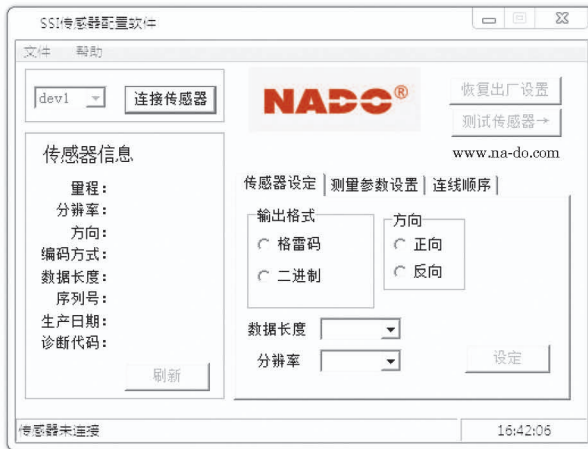 SSI传感器配置软件
文件 帮助
dev1 连接传感器
NADO®
恢复出厂设置
测试传感器→
www.na-do.com
传感器信息
量程:
分辨率:
方向:
编码方式:
数据长度:
序列号:
生产日期:
诊断代码:
刷新
传感器设定 测量参数设置 连线顺序
输出格式
格雷码
二进制
方向
正向
反向
数据长度
分辨率
设定
传感器未连接 16:42:06